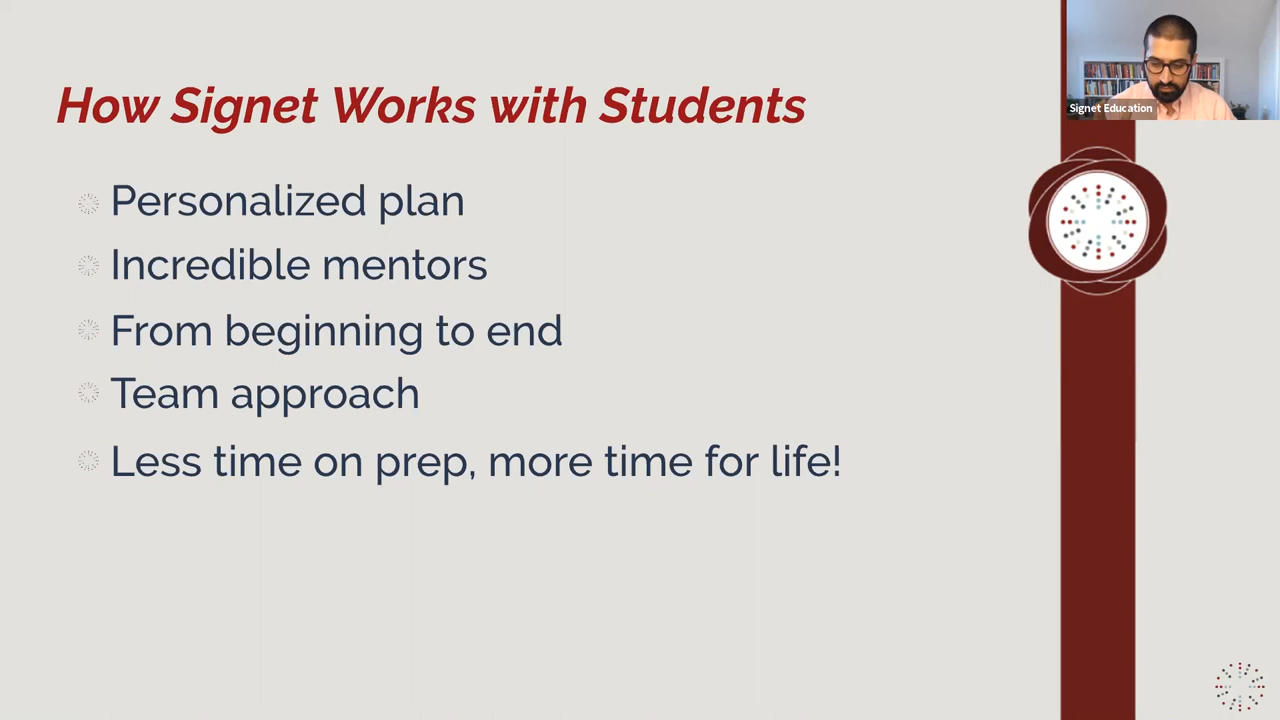 How Signet Works with Students
Personalized plan
Incredible mentors
From beginning to end
Team approach
Less time on prep, more time for life!
Signet Education